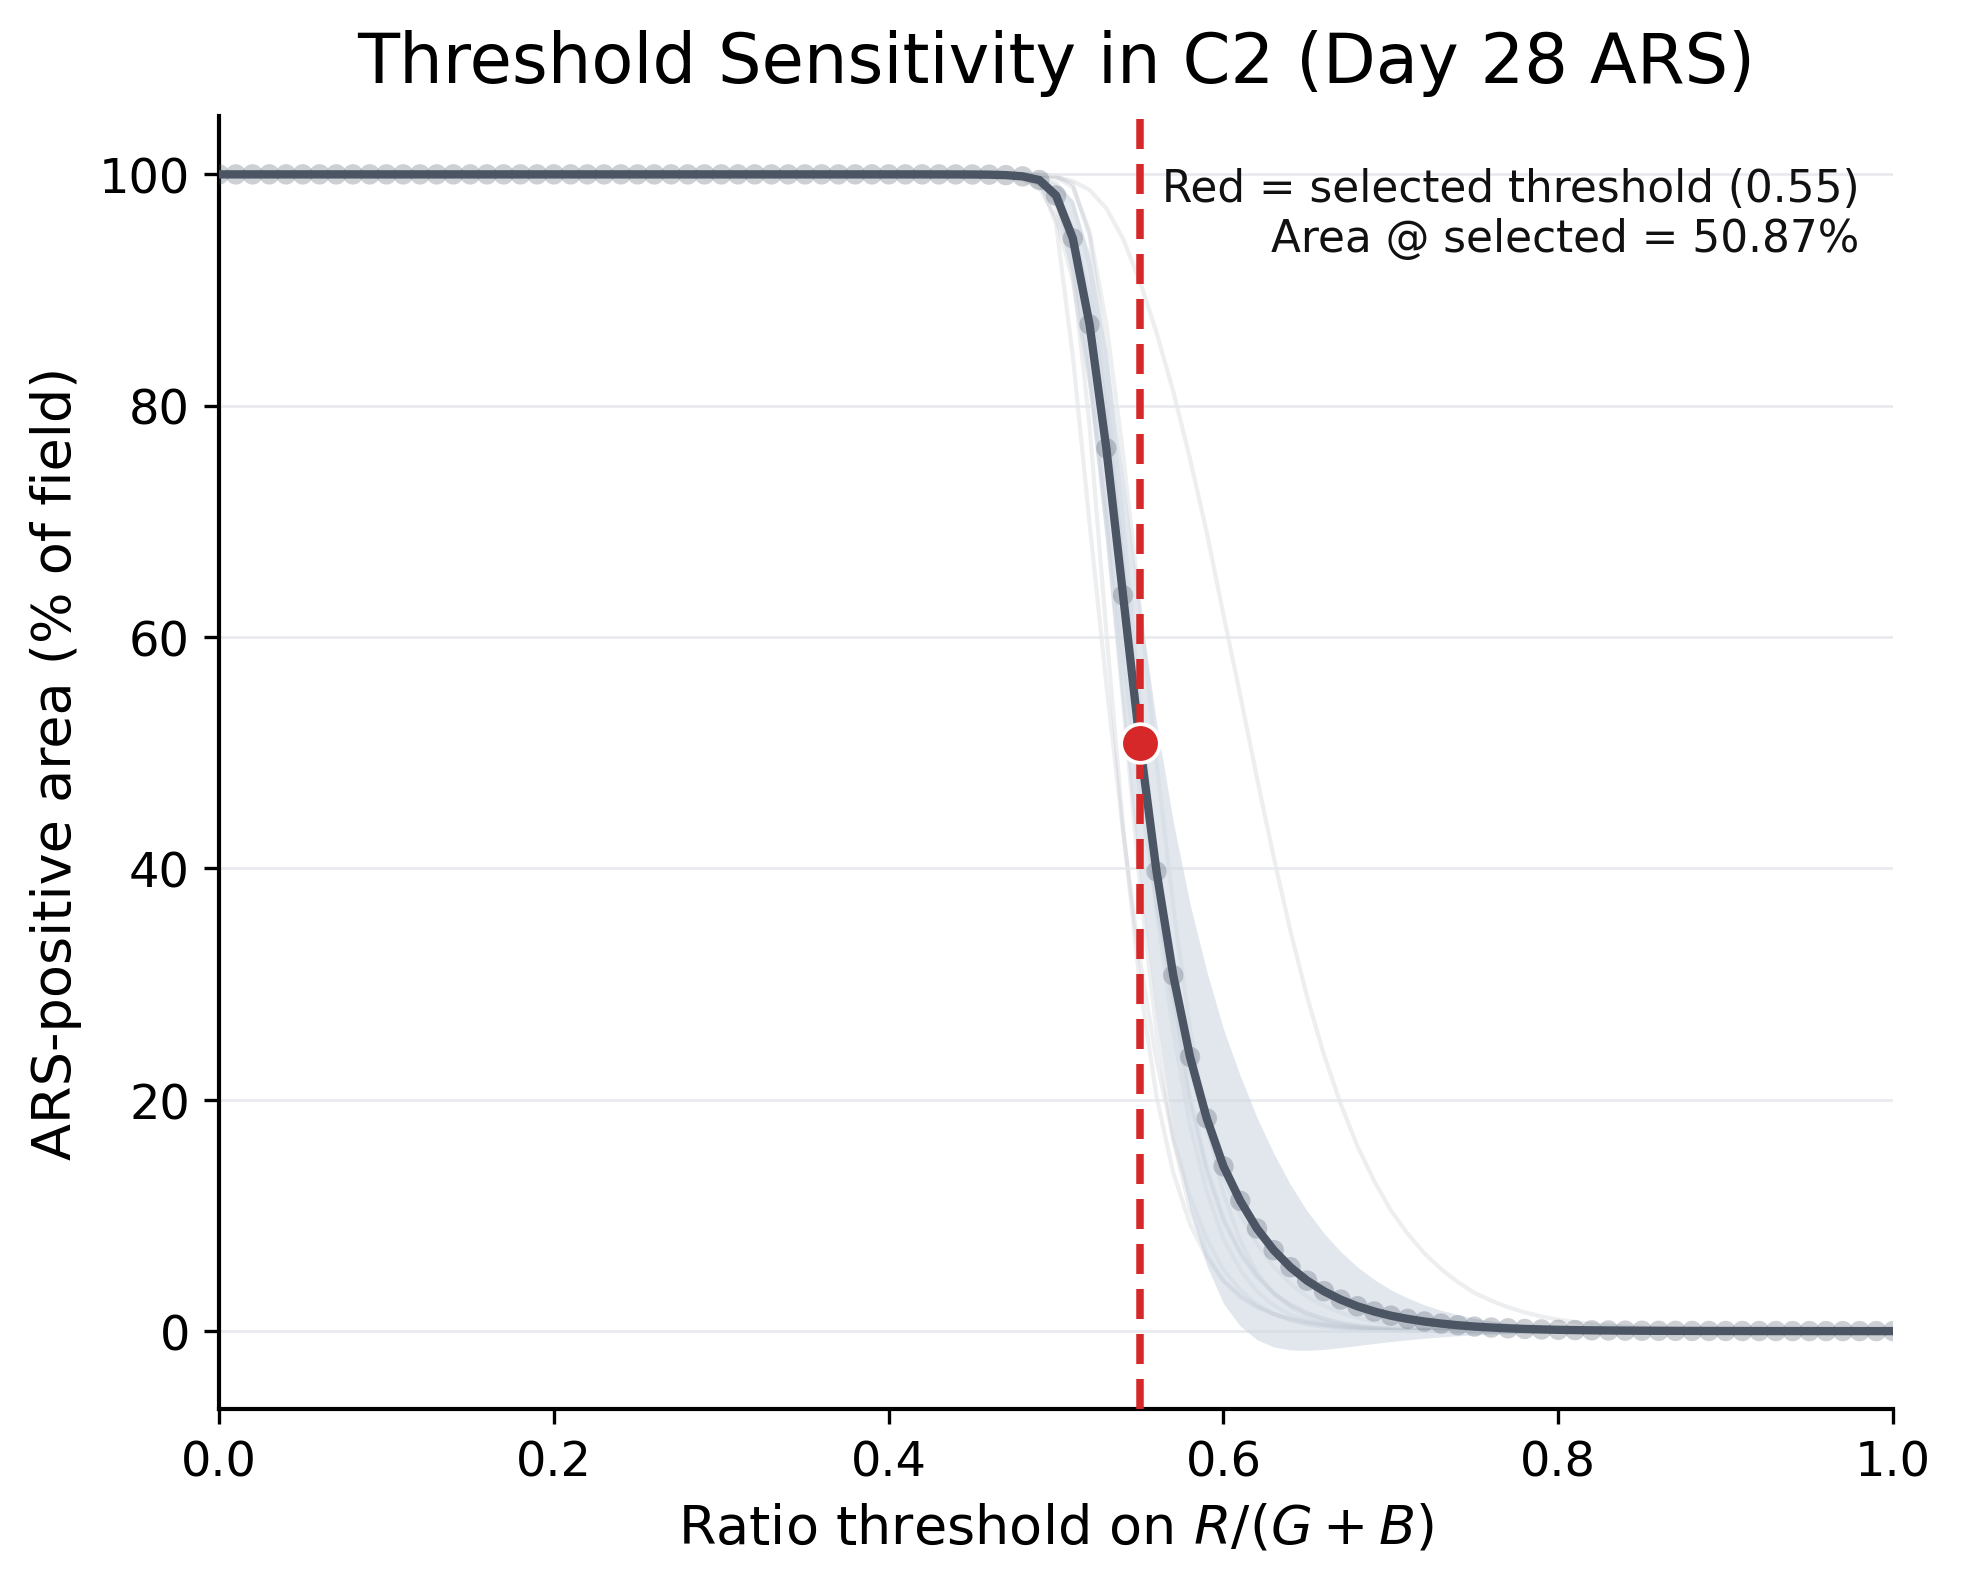 Threshold Sensitivity in C2 (Day 28 ARS)
Red = selected threshold (0.55)
Area @ selected = 50.87%
ARS-positive area (% of field)
100
80
60
40
20
0
0.0 0.2 0.4 0.6 0.8 1.0
Ratio threshold on R/(G + B)